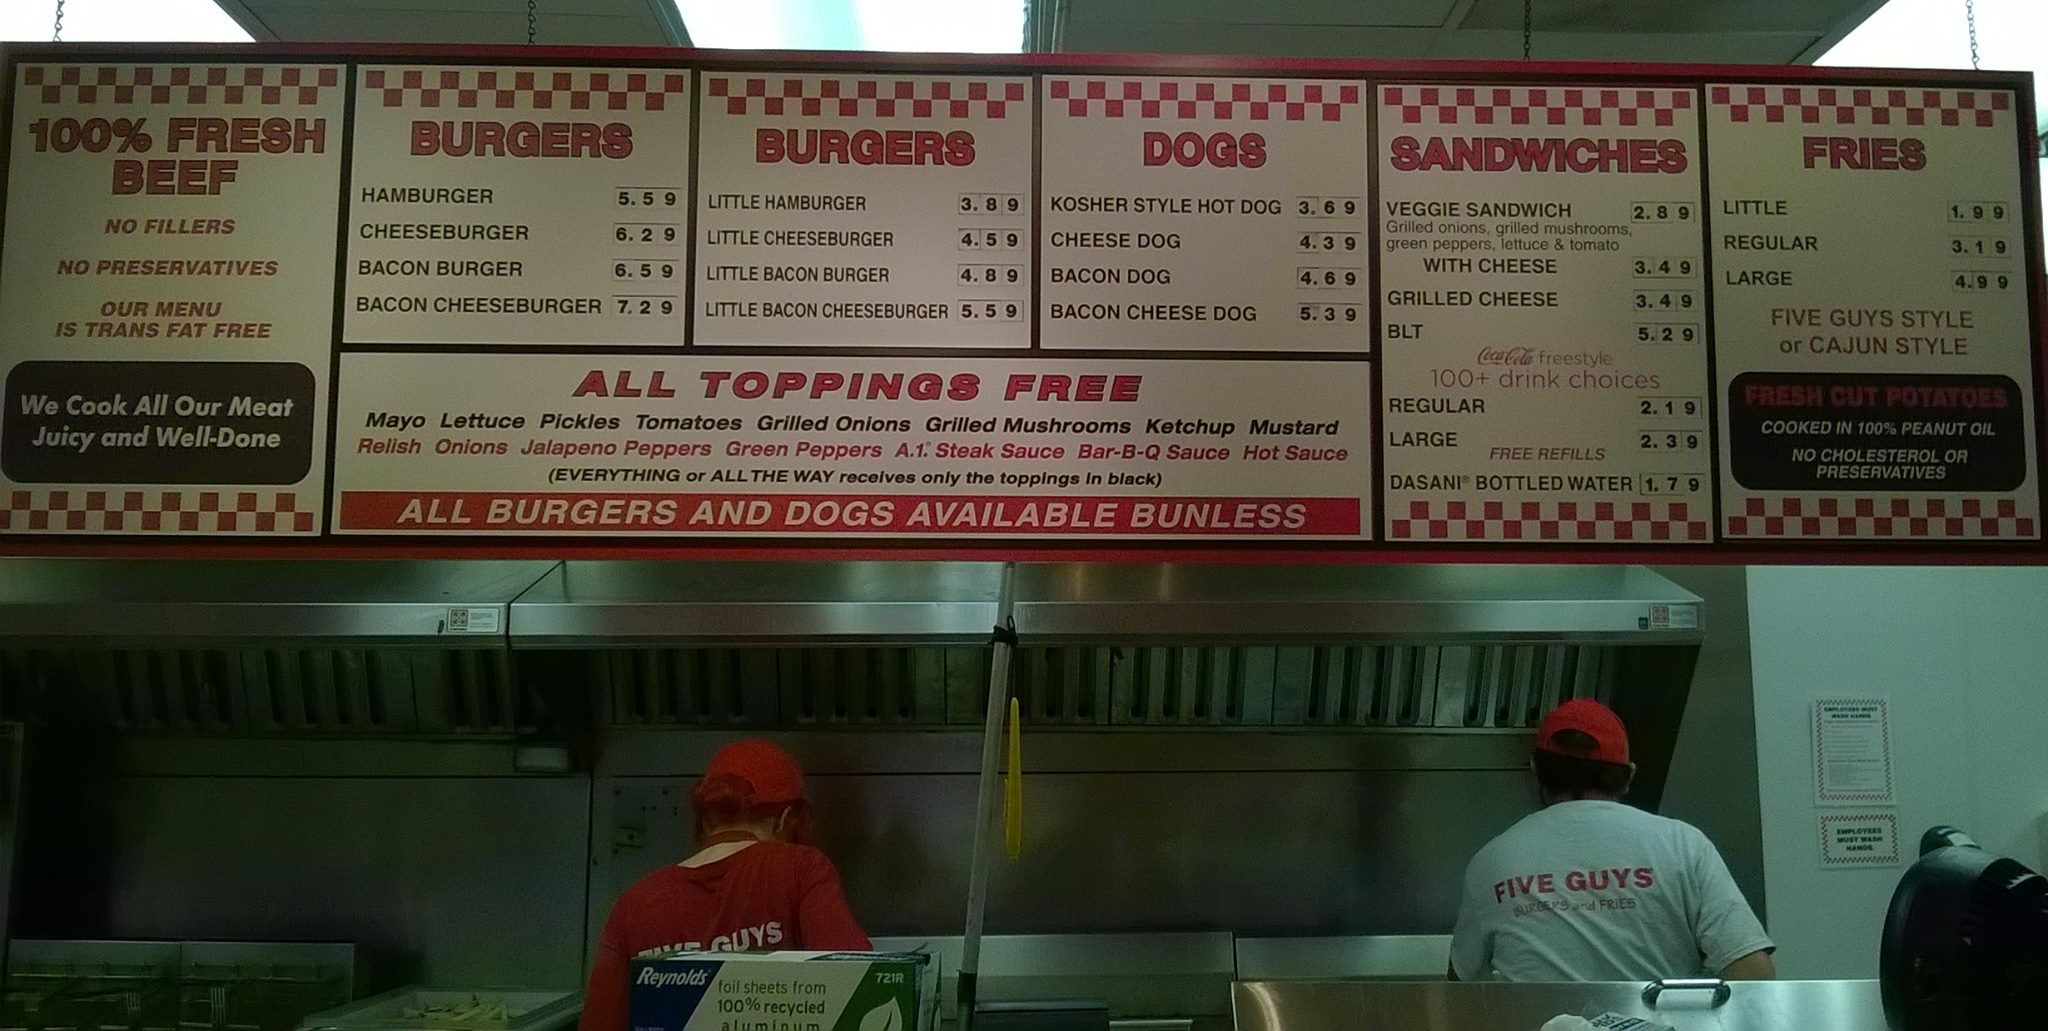 100% FRESH
BEEF
NO FILLERS
NO PRESERVATIVES
OUR MENU
IS TRANS FAT FREE
We Cook All Our Meat
Juicy and Well-Done
BURGERS
HAMBURGER 5.59
CHEESEBURGER 6.29
BACON BURGER 6.59
BACON CHEESEBURGER 7.29
BURGERS
LITTLE HAMBURGER 3.89
LITTLE CHEESEBURGER 4.59
LITTLE BACON BURGER 4.89
LITTLE BACON CHEESEBURGER 5.59
DOGS
KOSHER STYLE HOT DOG 3.69
CHEESE DOG 4.39
BACON DOG 4.69
BACON CHEESE DOG 5.39
ALL TOPPINGS FREE
Mayo Lettuce Pickles Tomatoes Grilled Onions Grilled Mushrooms Ketchup Mustard
Relish Onions Jalapeno Peppers Green Peppers A.1.® Steak Sauce Bar-B-Q Sauce Hot Sauce
(EVERYTHING or ALL THE WAY receives only the toppings in black)
ALL BURGERS AND DOGS AVAILABLE BUNLESS
SANDWICHES
VEGGIE SANDWICH 2.89
Grilled onions, grilled mushrooms,
green peppers, lettuce & tomato
WITH CHEESE 3.49
GRILLED CHEESE 3.49
BLT 5.29
Coca-Cola freestyle
100+ drink choices
REGULAR 2.19
LARGE 2.39
FREE REFILLS
DASANI® BOTTLED WATER 1.79
FRIES
LITTLE 1.99
REGULAR 3.19
LARGE 4.99
FIVE GUYS STYLE
or CAJUN STYLE
FRESH CUT POTATOES
COOKED IN 100% PEANUT OIL
NO CHOLESTEROL OR
PRESERVATIVES
EMPLOYEES MUST
WASH HANDS
EMPLOYEES
MUST WASH
HANDS.
FIVE GUYS
BURGERS and FRIES
FIVE GUYS
Reynolds
foil sheets from
100% recycled
aluminum
721R